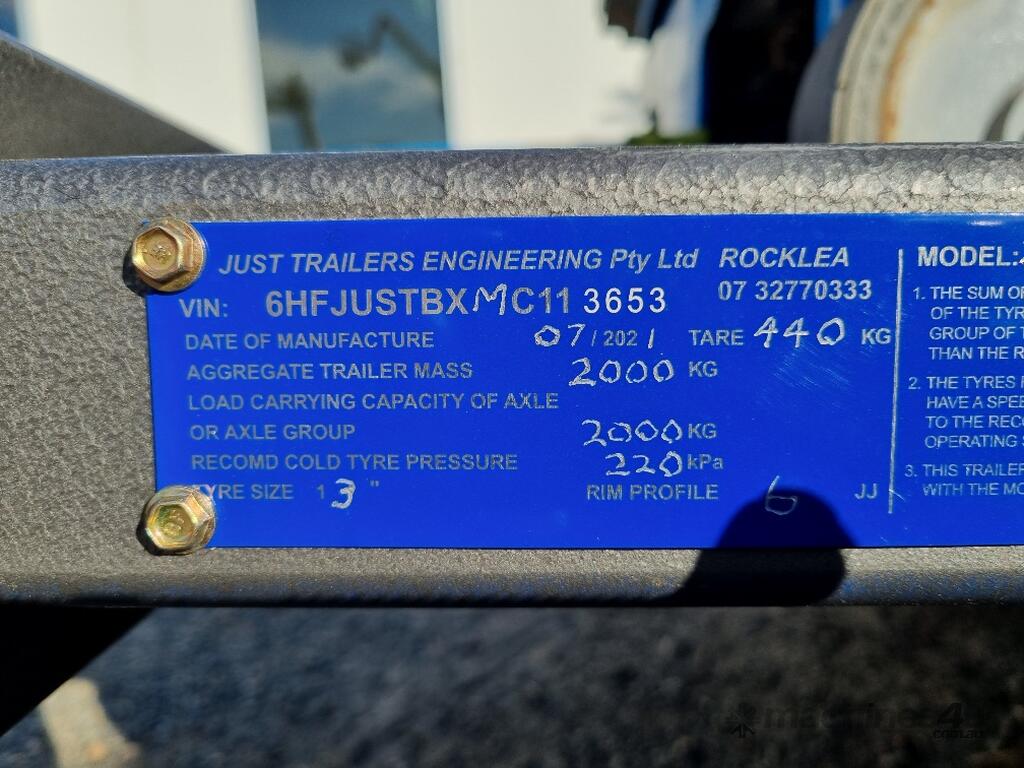 JUST TRAILERS ENGINEERING Pty Ltd ROCKLEA
VIN: 6HFJUSTBXMC11 3653 07 32770333
DATE OF MANUFACTURE 07/2021 TARE 440 KG
AGGREGATE TRAILER MASS 2000 KG
LOAD CARRYING CAPACITY OF AXLE
OR AXLE GROUP 2000 KG
RECOMD COLD TYRE PRESSURE 220 kPa
TYRE SIZE 13 " RIM PROFILE 6 JJ
MODEL:
1. THE SUM OF
OF THE TYR
GROUP OF T
THAN THE R
2. THE TYRES
HAVE A SPEE
TO THE RECO
OPERATING S
3. THIS TRAILER
WITH THE MO